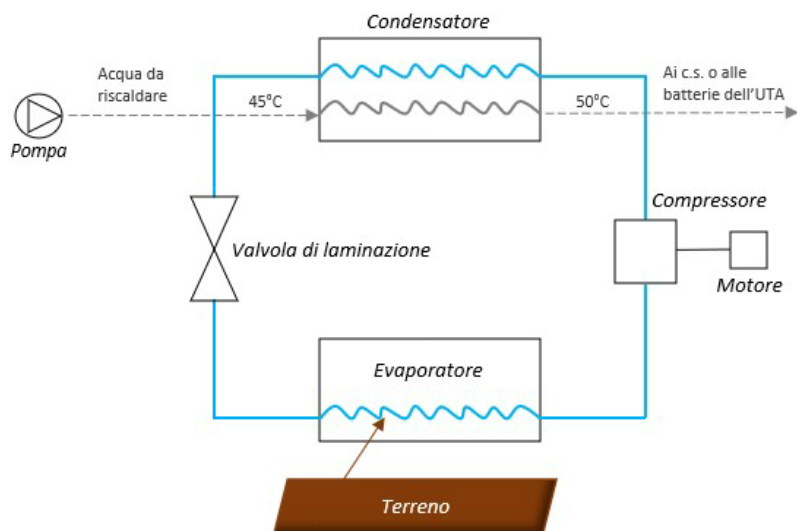 Condensatore
Acqua da
riscaldare
45°C
50°C
Ai c.s. o alle
batterie dell'UTA
Pompa
Compressore
Valvola di laminazione
Motore
Evaporatore
Terreno